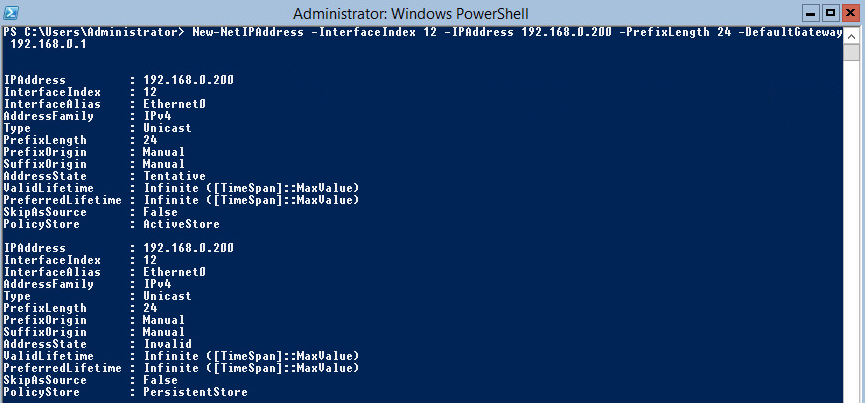 Administrator: Windows PowerShell
PS C:\Users\Administrator> New-NetIPAddress -InterfaceIndex 12 -IPAddress 192.168.0.200 -PrefixLength 24 -DefaultGateway
192.168.0.1
IPAddress : 192.168.0.200
InterfaceIndex : 12
InterfaceAlias : Ethernet0
AddressFamily : IPv4
Type : Unicast
PrefixLength : 24
PrefixOrigin : Manual
SuffixOrigin : Manual
AddressState : Tentative
ValidLifetime : Infinite ([TimeSpan]::MaxValue)
PreferredLifetime : Infinite ([TimeSpan]::MaxValue)
SkipAsSource : False
PolicyStore : ActiveStore
IPAddress : 192.168.0.200
InterfaceIndex : 12
InterfaceAlias : Ethernet0
AddressFamily : IPv4
Type : Unicast
PrefixLength : 24
PrefixOrigin : Manual
SuffixOrigin : Manual
AddressState : Invalid
ValidLifetime : Infinite ([TimeSpan]::MaxValue)
PreferredLifetime : Infinite ([TimeSpan]::MaxValue)
SkipAsSource : False
PolicyStore : PersistentStore